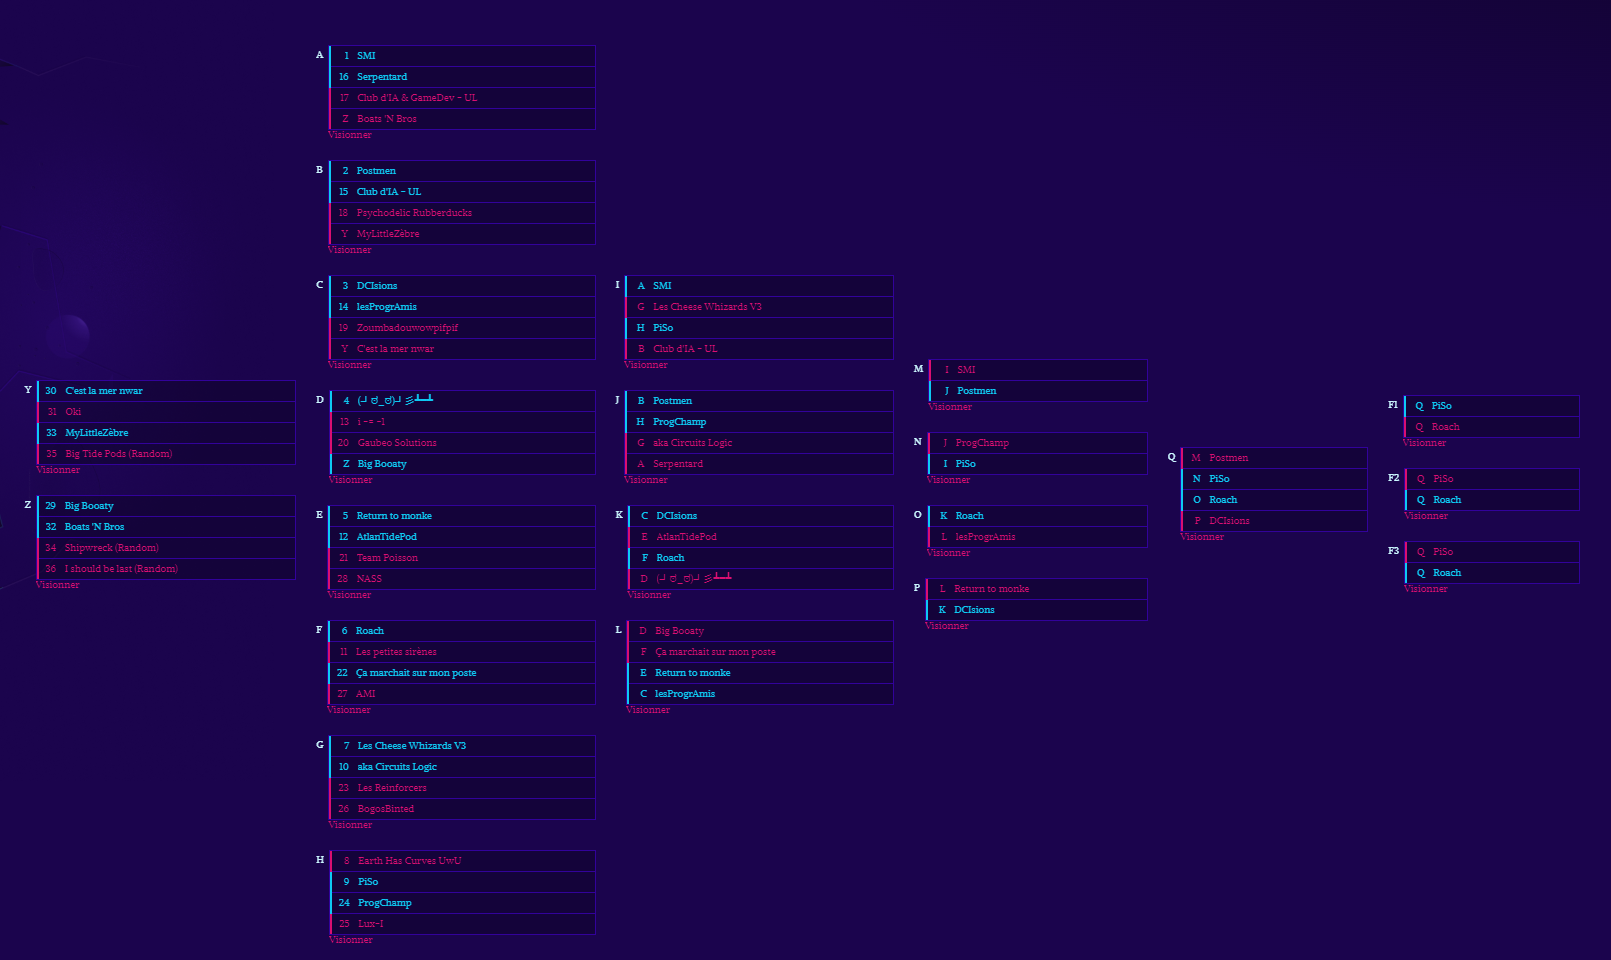 Y
30 C'est la mer nwar
31 Oki
33 MyLittleZèbre
35 Big Tide Pods (Random)
Visionner
Z
29 Big Booaty
32 Boats 'N Bros
34 Shipwreck (Random)
36 I should be last (Random)
Visionner
A
1 SMI
16 Serpentard
17 Club d'IA & GameDev - UL
Z Boats 'N Bros
Visionner
B
2 Postmen
15 Club d'IA - UL
18 Psychodelic Rubberducks
Y MyLittleZèbre
Visionner
C
3 DCIsions
14 lesProgrAmis
19 Zoumbadouwowpifpif
Y C'est la mer nwar
Visionner
D
4 (┘ಠ_ಠ)┘彡┻━┻
13
20 Gaubeo Solutions
Z Big Booaty
Visionner
E
5 Return to monke
12 AtlanTidePod
21 Team Poisson
28 NASS
Visionner
F
6 Roach
11 Les petites sirènes
22 Ça marchait sur mon poste
27 AMI
Visionner
G
7 Les Cheese Whizards V3
10 aka Circuits Logic
23 Les Reinforcers
26 BogosBinted
Visionner
H
8 Earth Has Curves UwU
9 PiSo
24 ProgChamp
25 Lux-I
Visionner
I
A SMI
G Les Cheese Whizards V3
H PiSo
B Club d'IA - UL
Visionner
J
B Postmen
H ProgChamp
G aka Circuits Logic
A Serpentard
Visionner
K
C DCIsions
E AtlanTidePod
F Roach
D (┘ಠ_ಠ)┘彡┻━┻
Visionner
L
D Big Booaty
F Ça marchait sur mon poste
E Return to monke
C lesProgrAmis
Visionner
M
I SMI
J Postmen
Visionner
N
J ProgChamp
I PiSo
Visionner
O
K Roach
L lesProgrAmis
Visionner
P
L Return to monke
K DCIsions
Visionner
Q
M Postmen
N PiSo
O Roach
P DCIsions
Visionner
F1
Q PiSo
Q Roach
Visionner
F2
Q PiSo
Q Roach
Visionner
F3
Q PiSo
Q Roach
Visionner